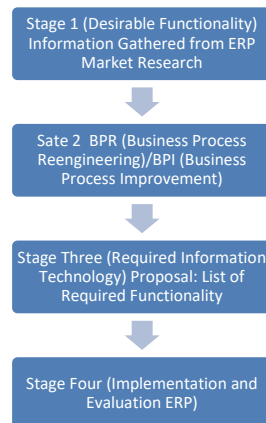 Stage 1 (Desirable Functionality)
Information Gathered from ERP
Market Research
Sate 2  BPR (Business Process
Reengineering)/BPI (Business
Process Improvement)
Stage Three (Required Information
Technology) Proposal: List of
Required Functionality
Stage Four (Implementation and
Evaluation ERP)